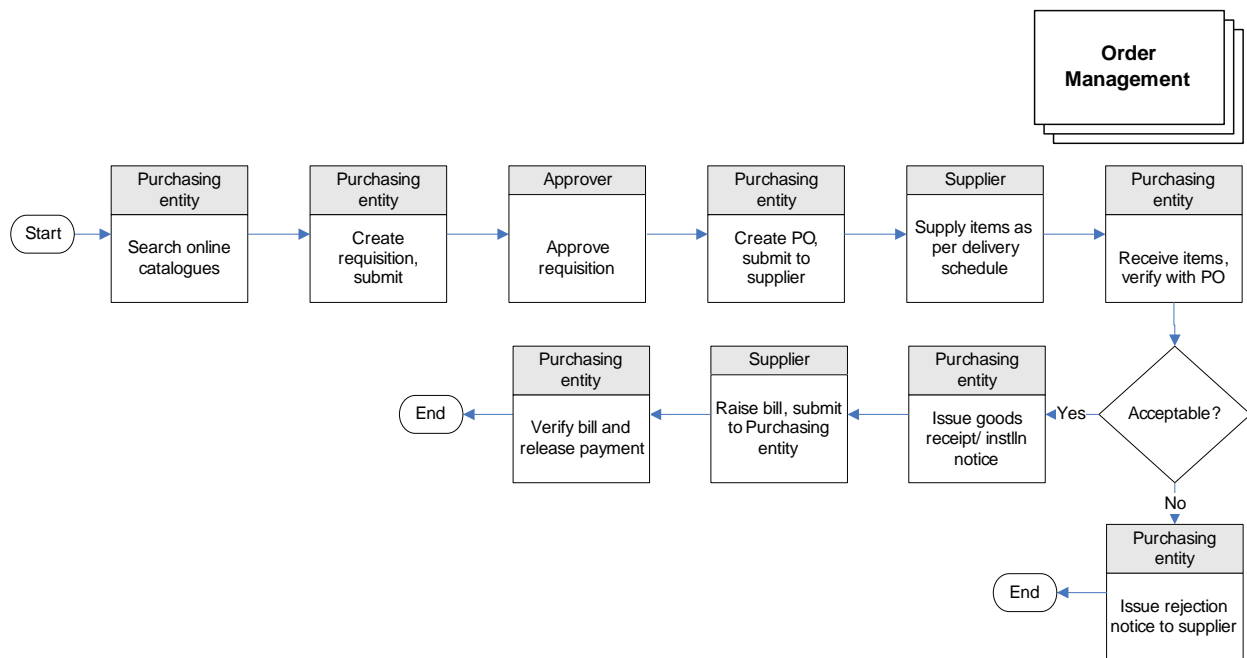 Order
Management
Purchasing
entity
Purchasing
entity
Approver
Purchasing
entity
Supplier
Purchasing
entity
Start
Search online
catalogues
Create
requisition,
submit
Approve
requisition
Create PO,
submit to
supplier
Supply items as
per delivery
schedule
Receive items,
verify with PO
Purchasing
entity
Supplier
Purchasing
entity
End
Verify bill and
release payment
Raise bill, submit
to Purchasing
entity
Issue goods
receipt/ instlln
notice
Yes
Acceptable?
No
Purchasing
entity
End
Issue rejection
notice to supplier